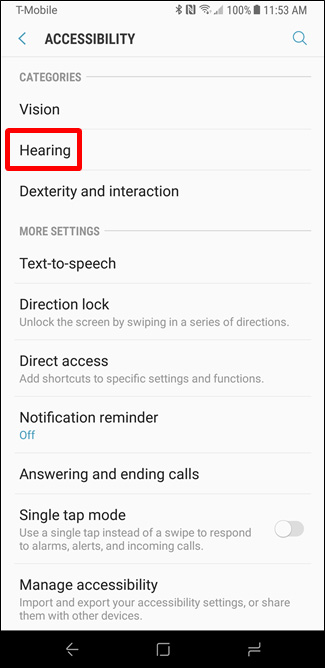 T-Mobile 100% 11:53 AM
ACCESSIBILITY
CATEGORIES
Vision
Hearing
Dexterity and interaction
MORE SETTINGS
Text-to-speech
Direction lock
Unlock the screen by swiping in a series of directions.
Direct access
Add shortcuts to specific settings and functions.
Notification reminder
Off
Answering and ending calls
Single tap mode
Use a single tap instead of a swipe to respond
to alarms, alerts, and incoming calls.
Manage accessibility
Import and export your accessibility settings, or share
them with other devices.